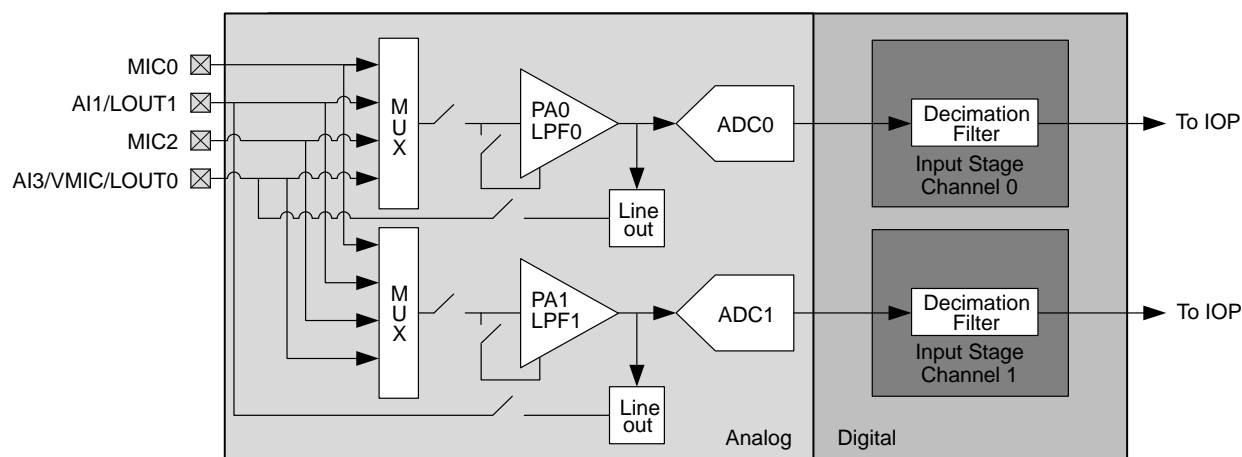 MIC0
AI1/LOUT1
MIC2
AI3/VMIC/LOUT0
M
U
X
PA0
LPF0
ADC0
Line
out
Decimation
Filter
Input Stage
Channel 0
To IOP
M
U
X
PA1
LPF1
ADC1
Line
out
Decimation
Filter
Input Stage
Channel 1
To IOP
Analog
Digital